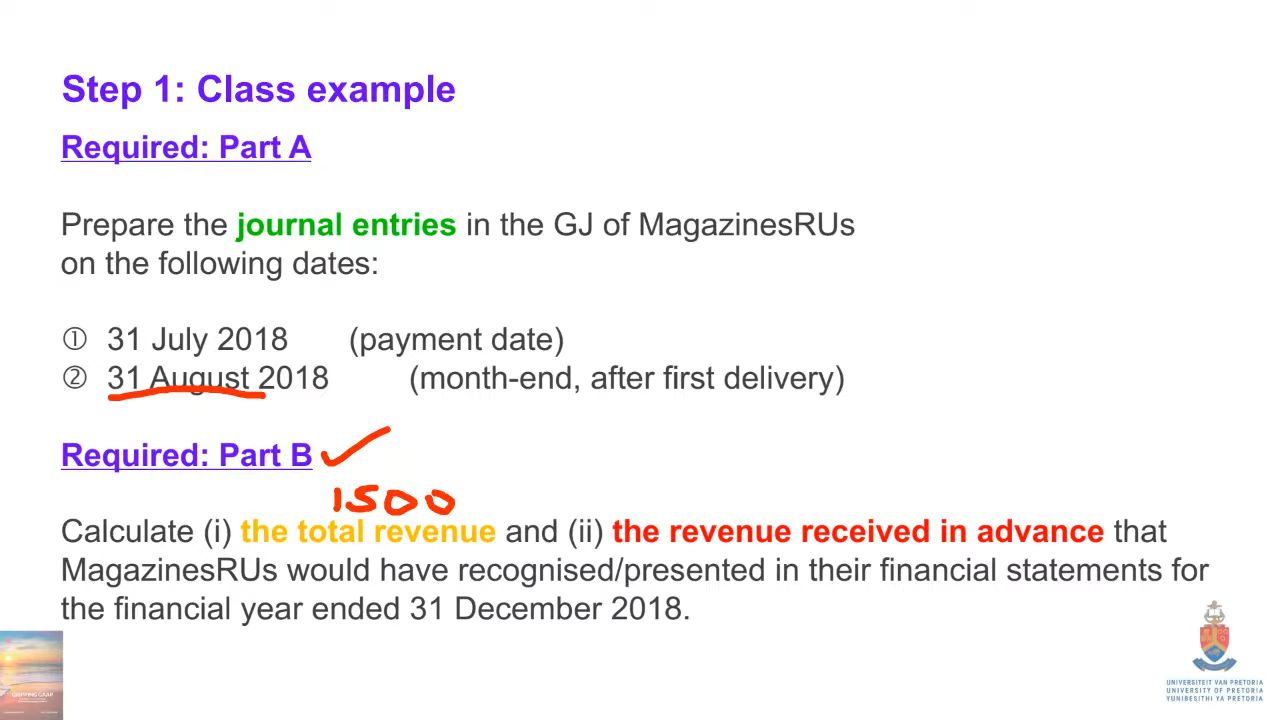 Step 1: Class example
Required: Part A
Prepare the journal entries in the GJ of MagazinesRUs
on the following dates:
① 31 July 2018 (payment date)
② 31 August 2018 (month-end, after first delivery)
Required: Part B
1500
Calculate (i) the total revenue and (ii) the revenue received in advance that
MagazinesRUs would have recognised/presented in their financial statements for
the financial year ended 31 December 2018.
GRIPPING GAAP
UNIVERSITEIT VAN PRETORIA
UNIVERSITY OF PRETORIA
YUNIBESITHI YA PRETORIA